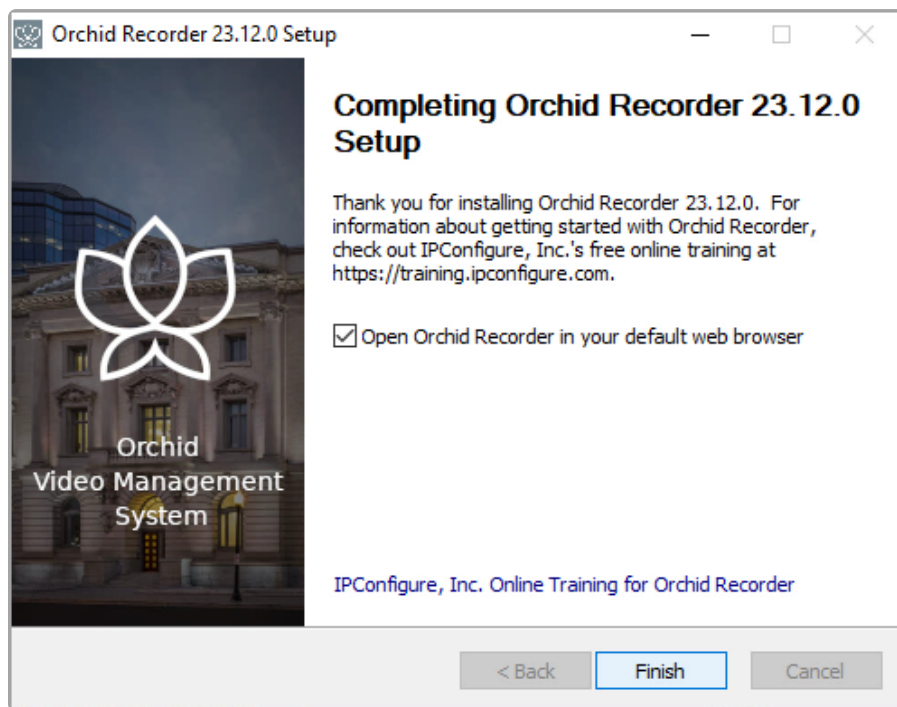 Orchid Recorder 23.12.0 Setup
Completing Orchid Recorder 23.12.0
Setup
Thank you for installing Orchid Recorder 23.12.0. For
information about getting started with Orchid Recorder,
check out IPConfigure, Inc.'s free online training at
https://training.ipconfigure.com.
Open Orchid Recorder in your default web browser
Orchid
Video Management
System
IPConfigure, Inc. Online Training for Orchid Recorder
< Back
Finish
Cancel